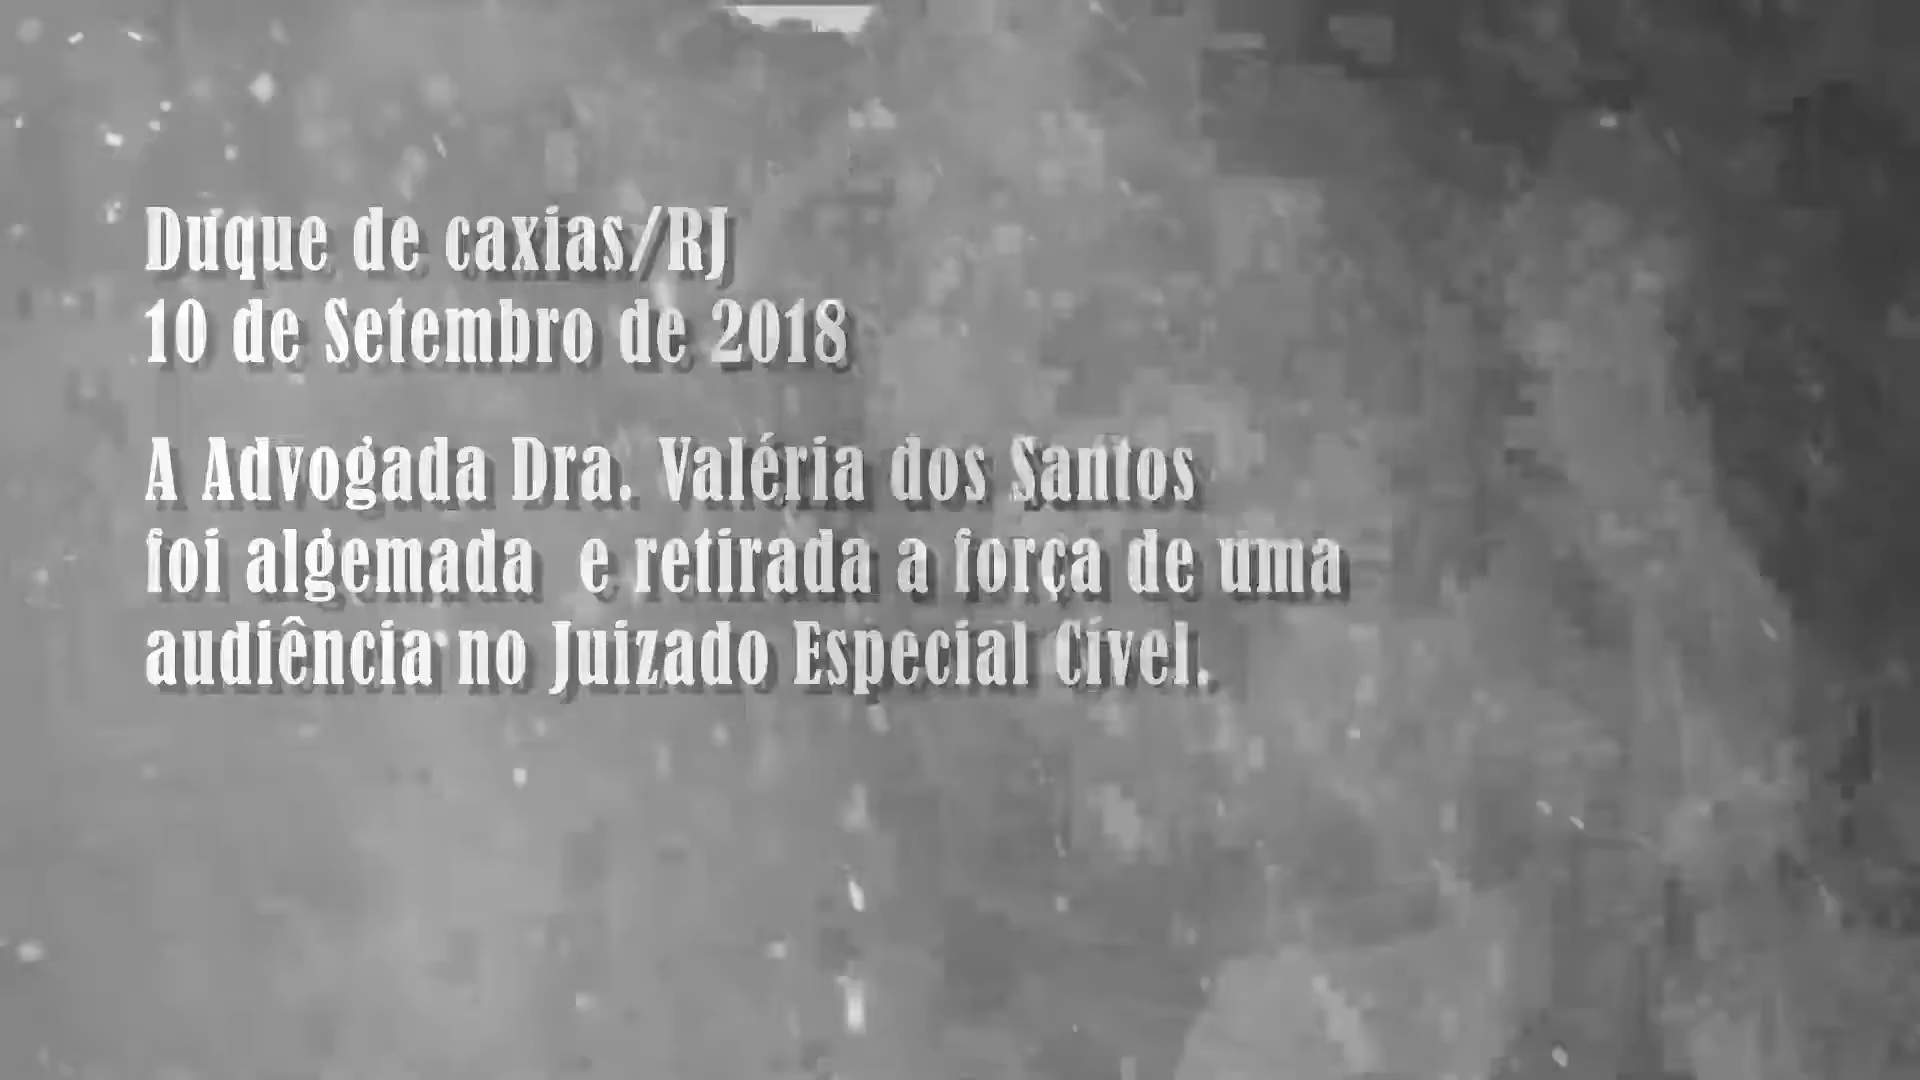 Duque de caxias/RJ
10 de Setembro de 2018
A Advogada Dra. Valéria dos Santos
foi algemada e retirada a força de uma
audiência no Juizado Especial Cível.